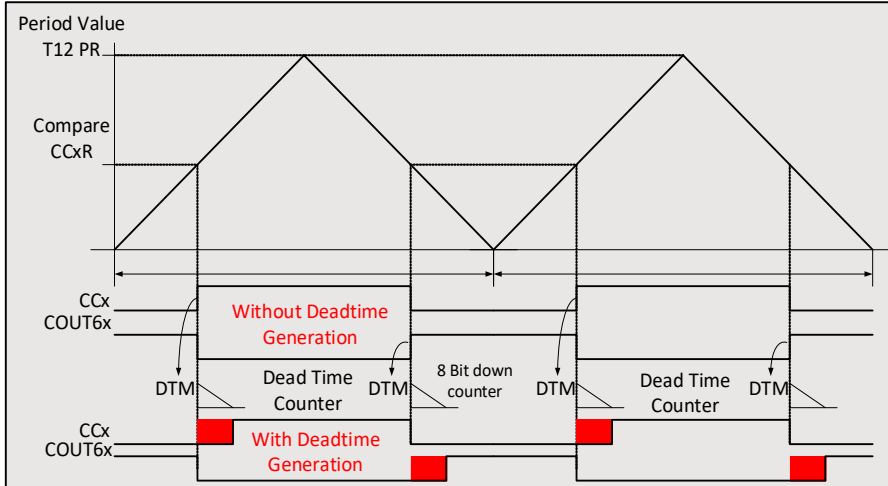 Period Value
T12 PR
Compare
CCxR
CCx
COUT6x
Without Deadtime
Generation
DTM
Dead Time
Counter
DTM
8 Bit down
counter
DTM
Dead Time
Counter
DTM
CCx
COUT6x
With Deadtime
Generation